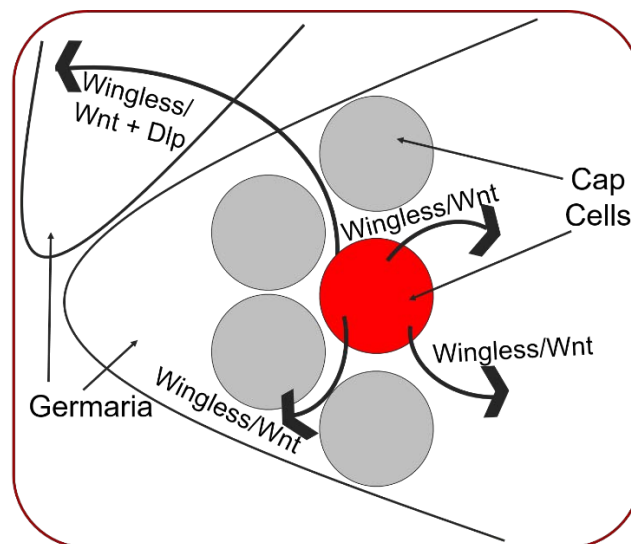 Wingless/
Wnt + Dlp
Cap
Cells
Wingless/Wnt
Wingless/Wnt
Germaria
Wingless/Wnt